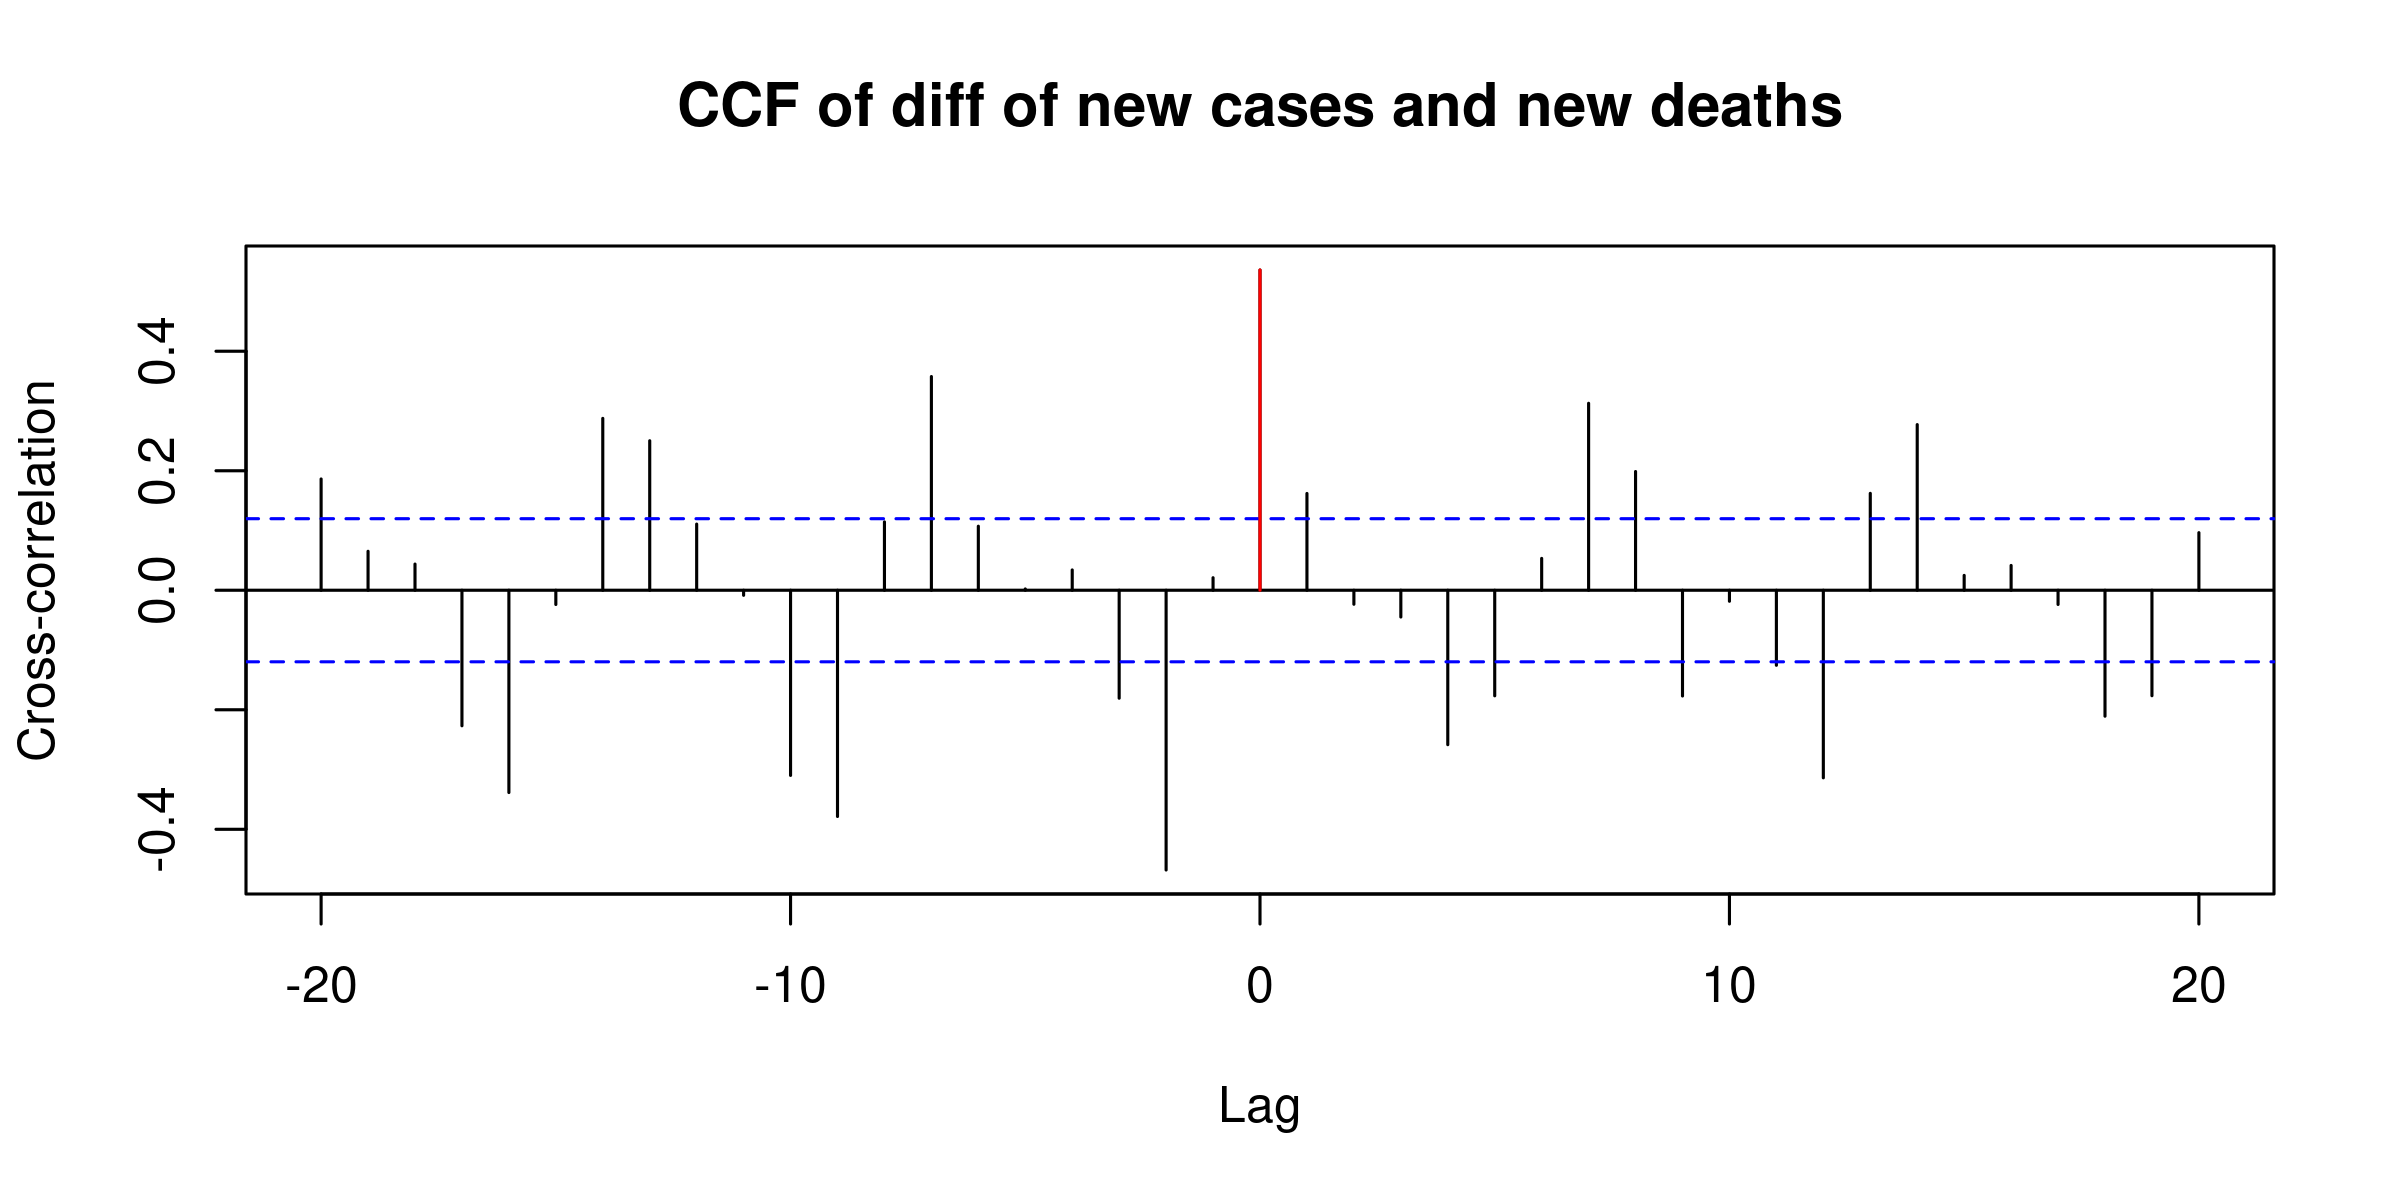 CCF of diff of new cases and new deaths
Cross-correlation
0.4
0.2
0.0
-0.4
-20 -10 0 10 20
Lag